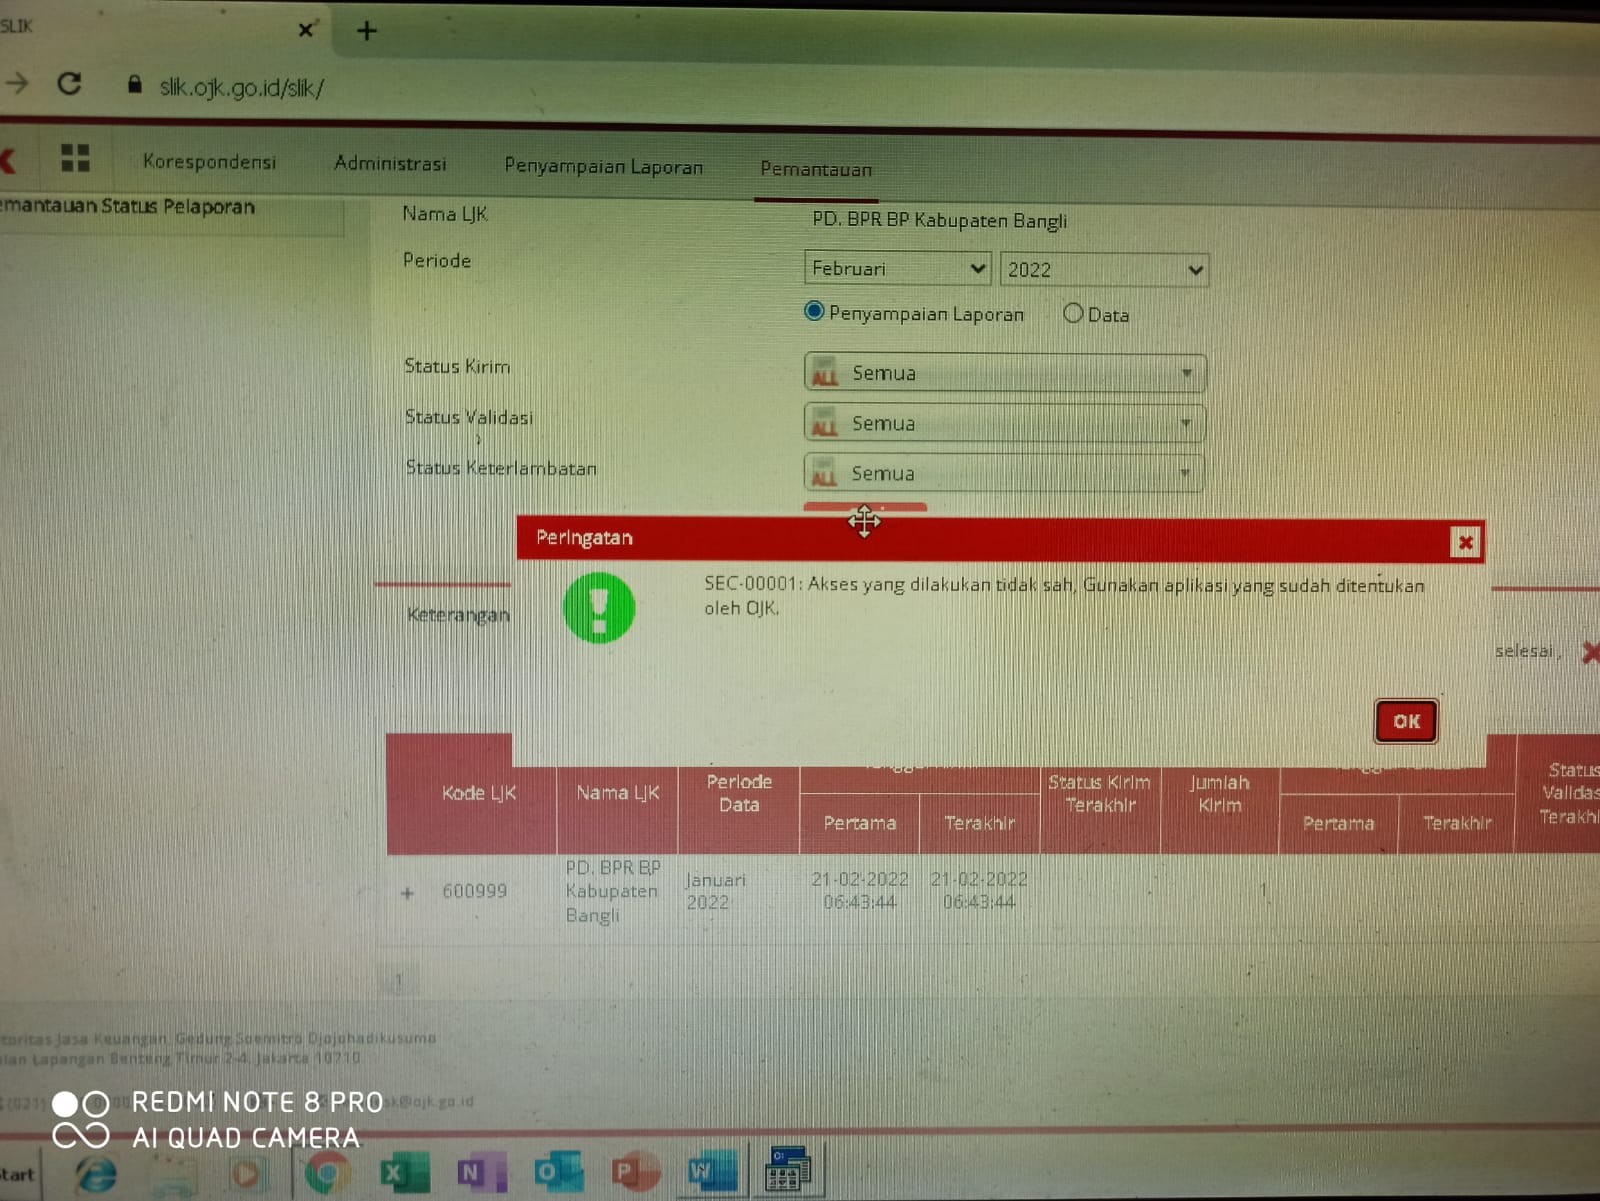 SLIK
slik.ojk.go.id/slik/
Korespondensi Administrasi Penyampaian Laporan Pemantauan
emantauan Status Pelaporan
Nama LJK PD. BPR BP Kabupaten Bangli
Periode Februari 2022
Penyampaian Laporan Data
Status Kirim ALL Semua
Status Validasi ALL Semua
Status Keterlambatan ALL Semua
Peringatan
SEC-00001: Akses yang dilakukan tidak sah, Gunakan aplikasi yang sudah ditentukan
oleh OJK.
Keterangan
selesai,
OK
Kode LJK Nama LJK Periode Data Pertama Terakhir Status Kirim Terakhir Jumlah Kirim Pertama Terakhir Status Validas Terakhi
+ 600999 PD. BPR BP Kabupaten Bangli Januari 2022 21-02-2022 06:43:44 21-02-2022 06:43:44 1
1
toritas Jasa Keuangan, Gedung Soemitro Djojohadikusumo
alan Lapangan Banteng Timur 2-4, Jakarta 10710
(021)
@ojk.go.id
REDMI NOTE 8 PRO
AI QUAD CAMERA
tart